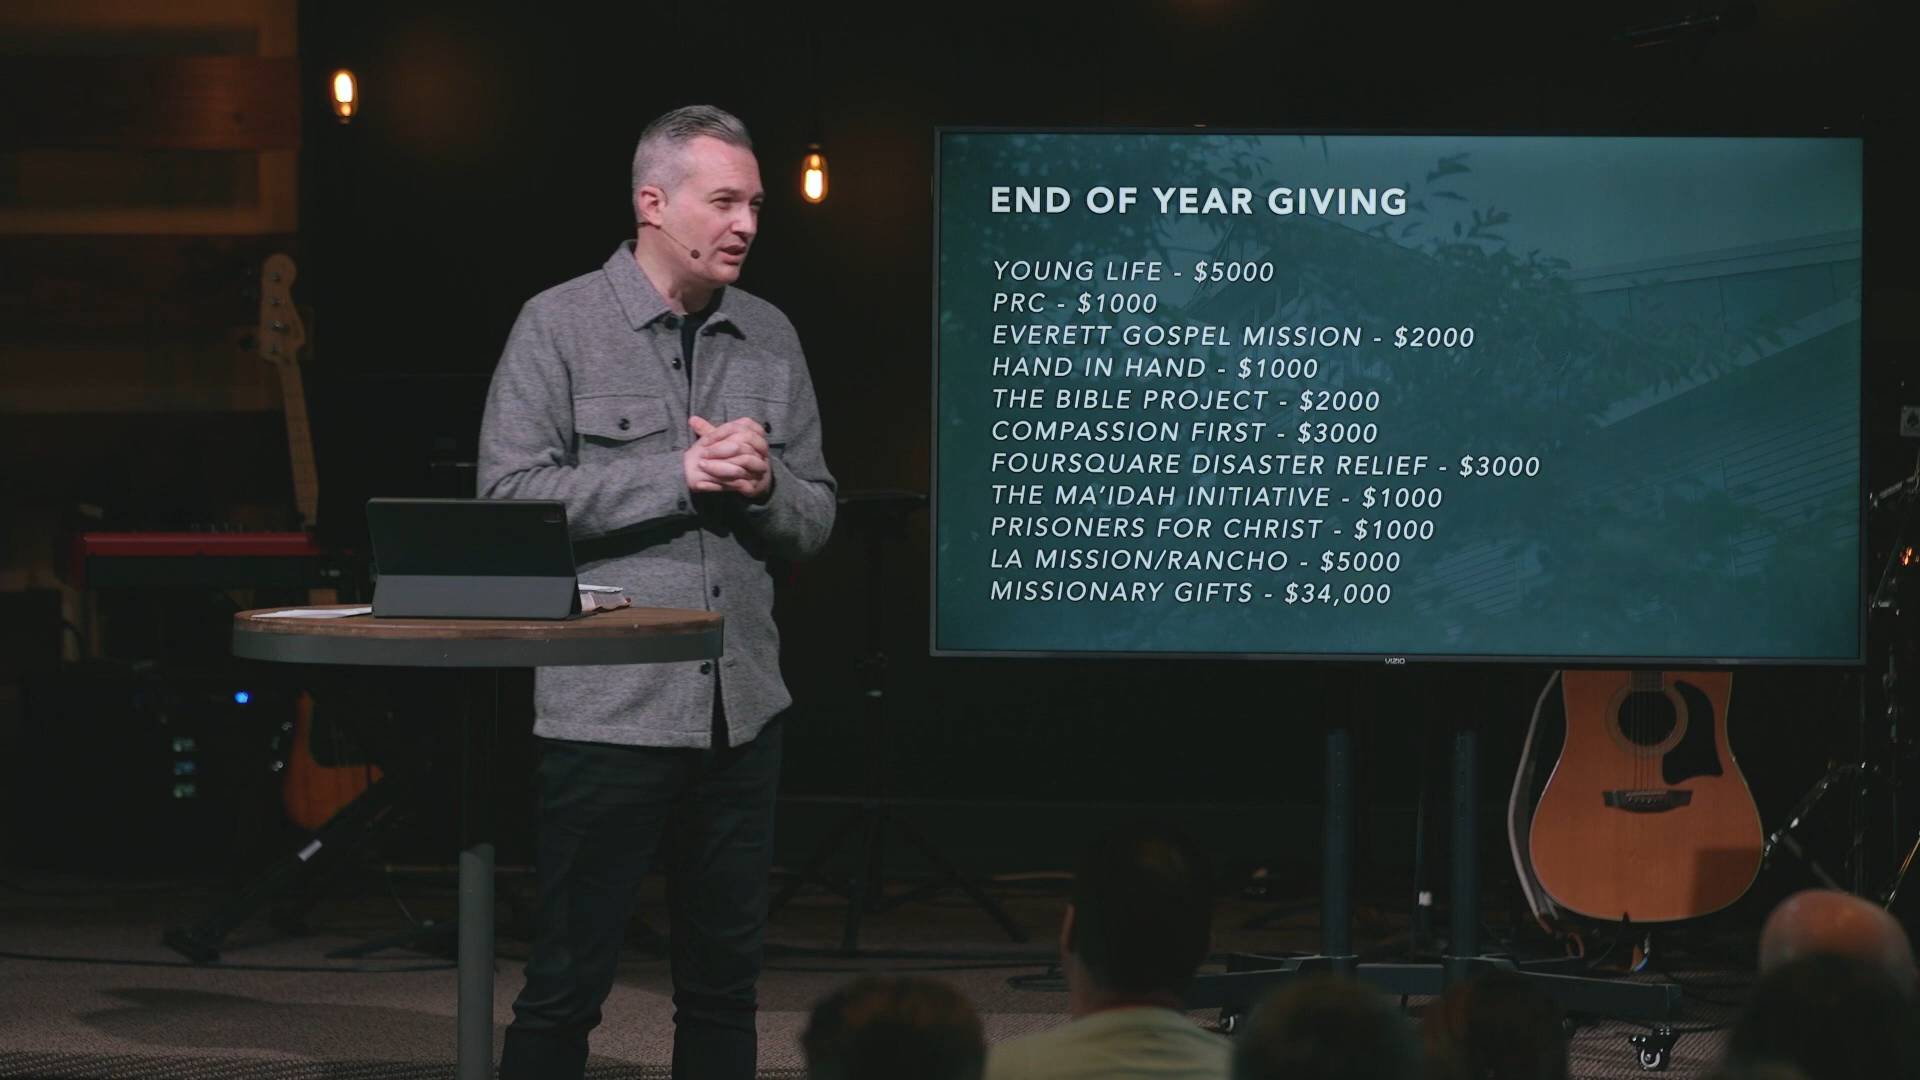 END OF YEAR GIVING
YOUNG LIFE - $5000
PRC - $1000
EVERETT GOSPEL MISSION - $2000
HAND IN HAND - $1000
THE BIBLE PROJECT - $2000
COMPASSION FIRST - $3000
FOURSQUARE DISASTER RELIEF - $3000
THE MA'IDAH INITIATIVE - $1000
PRISONERS FOR CHRIST - $1000
LA MISSION/RANCHO - $5000
MISSIONARY GIFTS - $34,000
VIZIO